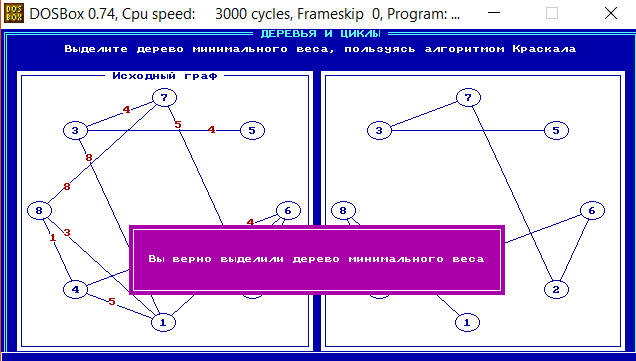 DOSBox 0.74, Cpu speed: 3000 cycles, Frameskip 0, Program: ...
ДЕРЕВЬЯ И ЦИКЛЫ
Выделите дерево минимального веса, пользуясь алгоритмом Краскала
Исходный граф
7 7
4
3 5 4 5 3 5
8
8
8 4 6 8 6
3
1
Вы верно выделили дерево минимального веса
4 2
5
1 1